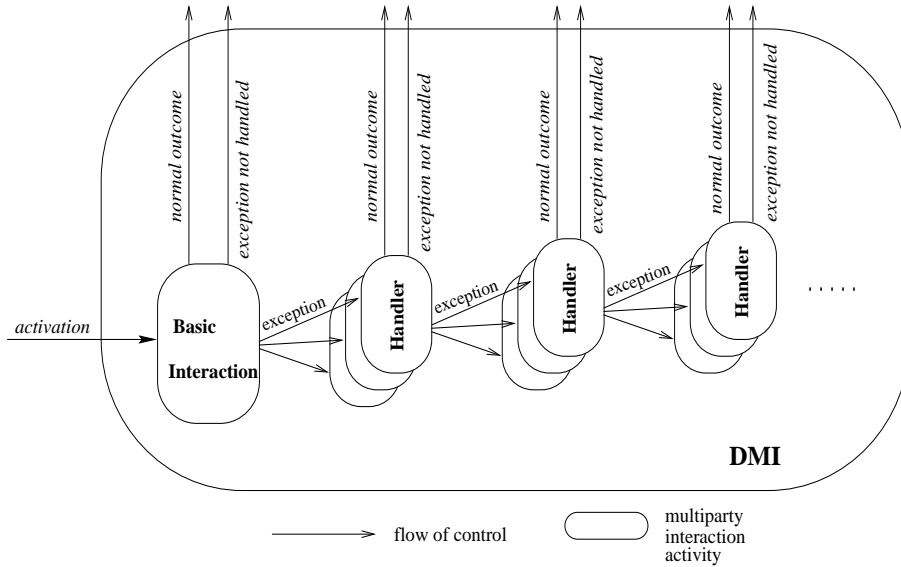 normal outcome
exception not handled
normal outcome
exception not handled
normal outcome
exception not handled
normal outcome
exception not handled
activation
Basic
Interaction
exception
Handler
exception
Handler
exception
Handler
.....
DMI
flow of control
multiparty
interaction
activity